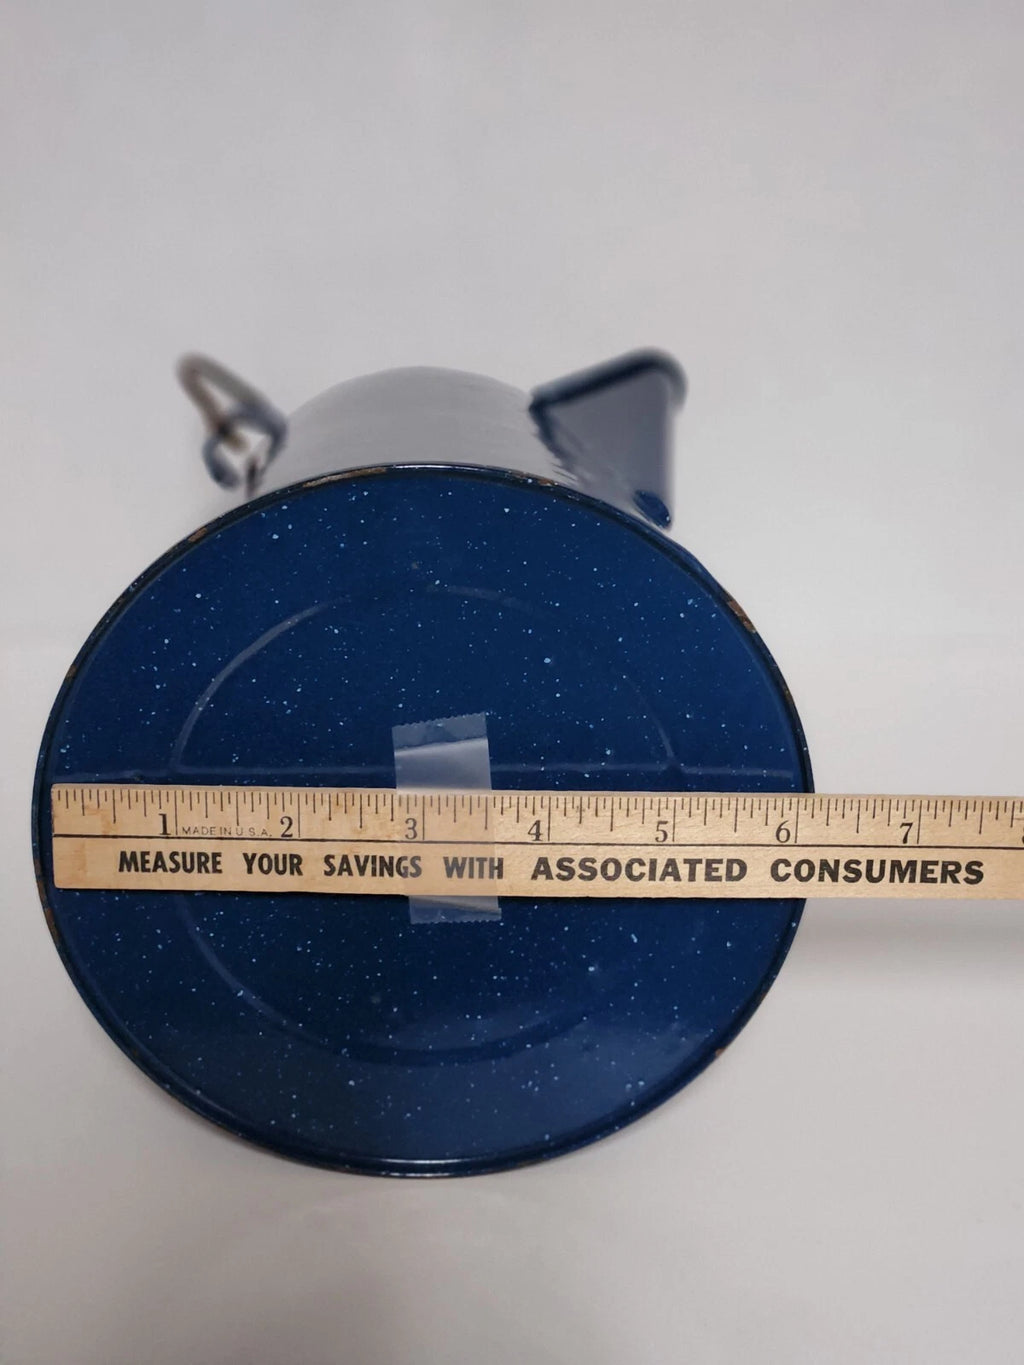 1 MADE IN U.S.A. 2 3 4 5 6 7
MEASURE YOUR SAVINGS WITH ASSOCIATED CONSUMERS